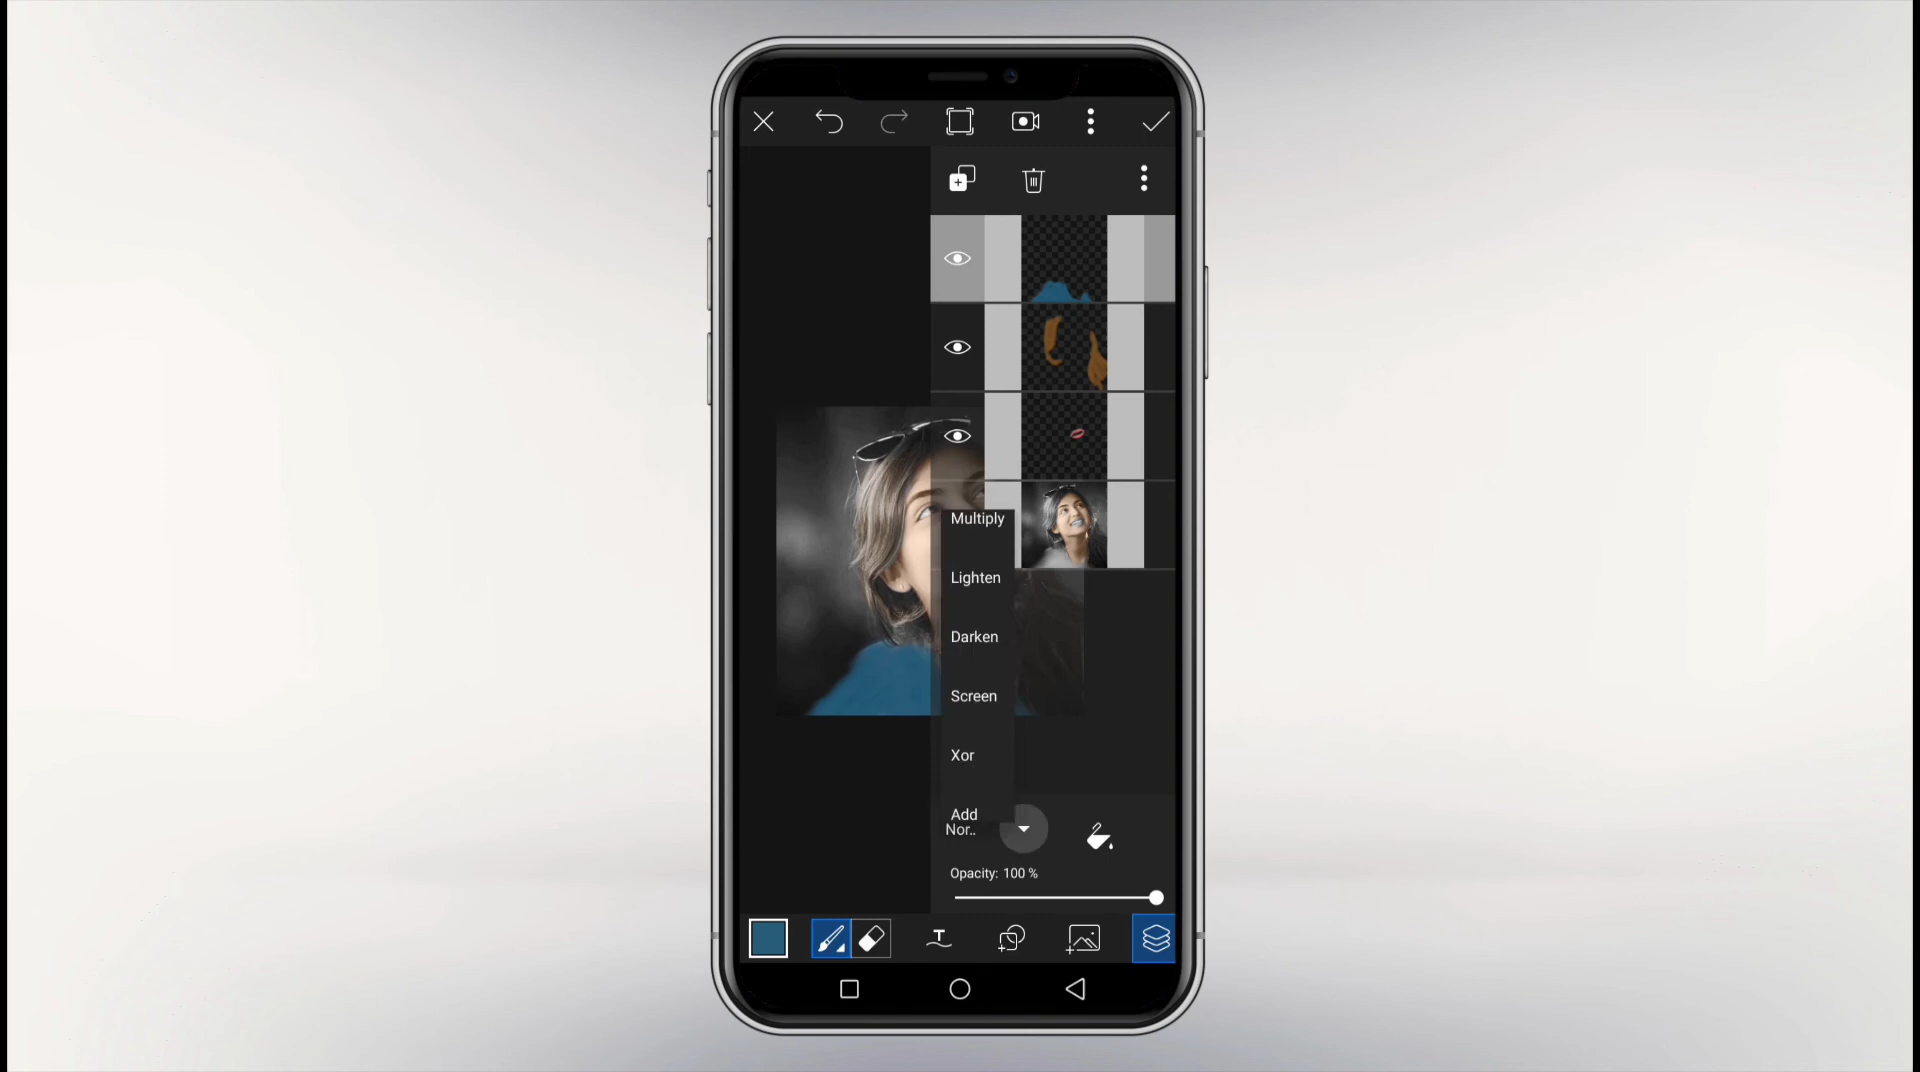 Multiply
Lighten
Darken
Screen
Xor
Add
Nor..
Opacity: 100 %
T